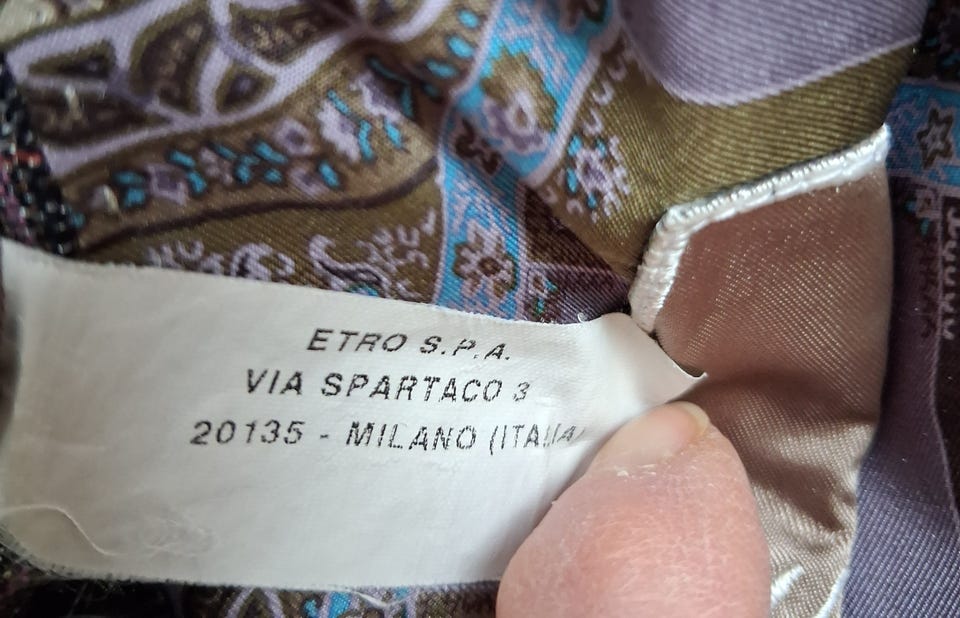 ETRO S.P.A.
VIA SPARTACO 3
20135 - MILANO (ITALIA